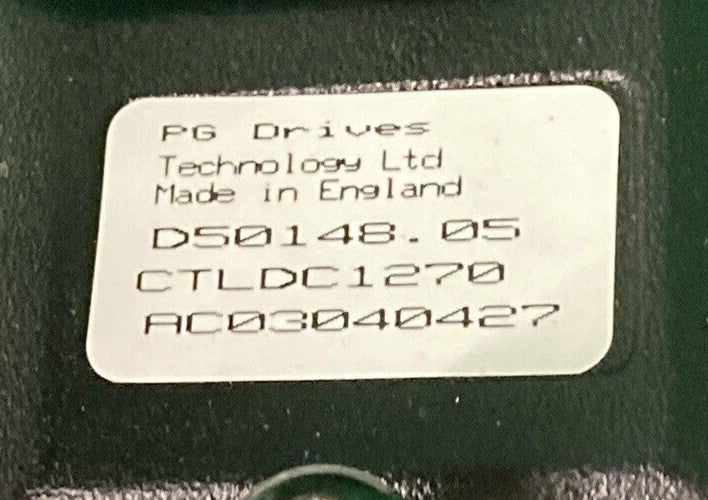 PG Drives
Technology Ltd
Made in England
D50148.05
CTLDC1270
AC03040427